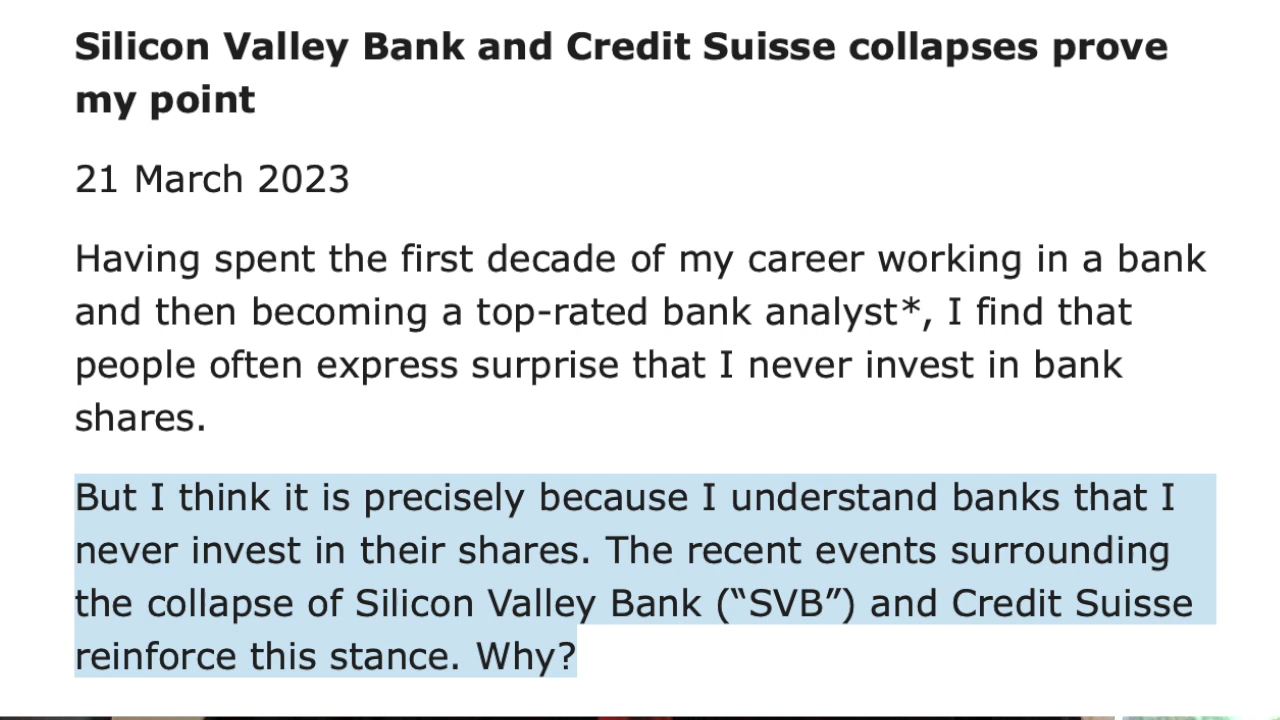 Silicon Valley Bank and Credit Suisse collapses prove
my point
21 March 2023
Having spent the first decade of my career working in a bank
and then becoming a top-rated bank analyst*, I find that
people often express surprise that I never invest in bank
shares.
But I think it is precisely because I understand banks that I
never invest in their shares. The recent events surrounding
the collapse of Silicon Valley Bank (“SVB”) and Credit Suisse
reinforce this stance. Why?